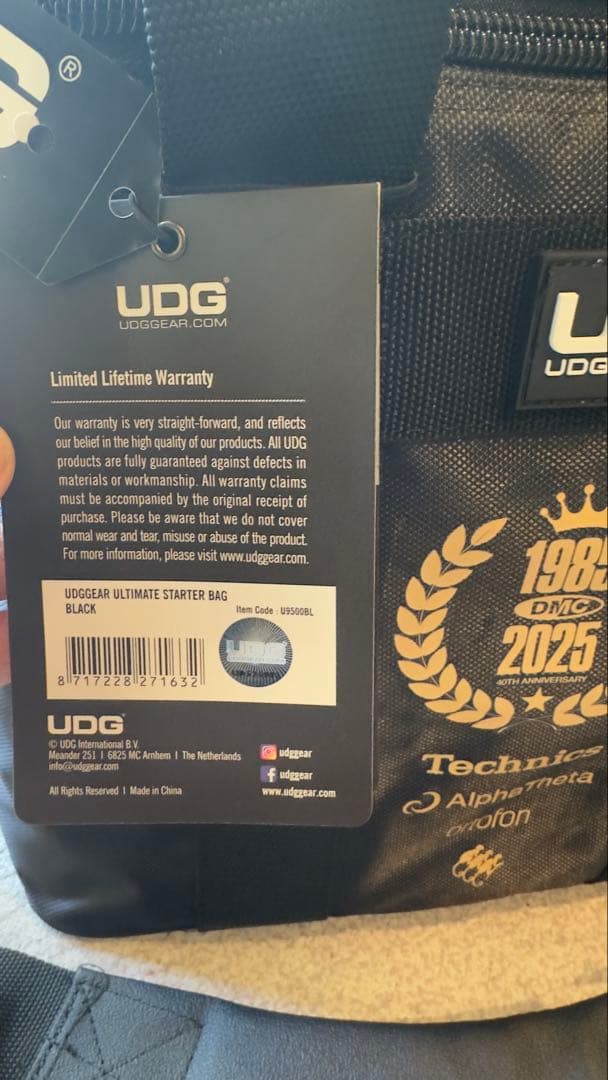 ®
UDG®
UDGGEAR.COM
Limited Lifetime Warranty
Our warranty is very straight-forward, and reflects
our belief in the high quality of our products. All UDG
products are fully guaranteed against defects in
materials or workmanship. All warranty claims
must be accompanied by the original receipt of
purchase. Please be aware that we do not cover
normal wear and tear, misuse or abuse of the product.
For more information, please visit www.udggear.com.
UDGGEAR ULTIMATE STARTER BAG
BLACK
Item Code : U9500BL
UDG
8 717228 271632
UDG®
© UDG International B.V.
Meander 251 I 6825 MC Arnhem I The Netherlands
info@udggear.com
All Rights Reserved I Made in China
udggear
udggear
www.udggear.com
UDG
1985
DMC
2025
40TH ANNIVERSARY
Technics
AlphaTheta
ortofon